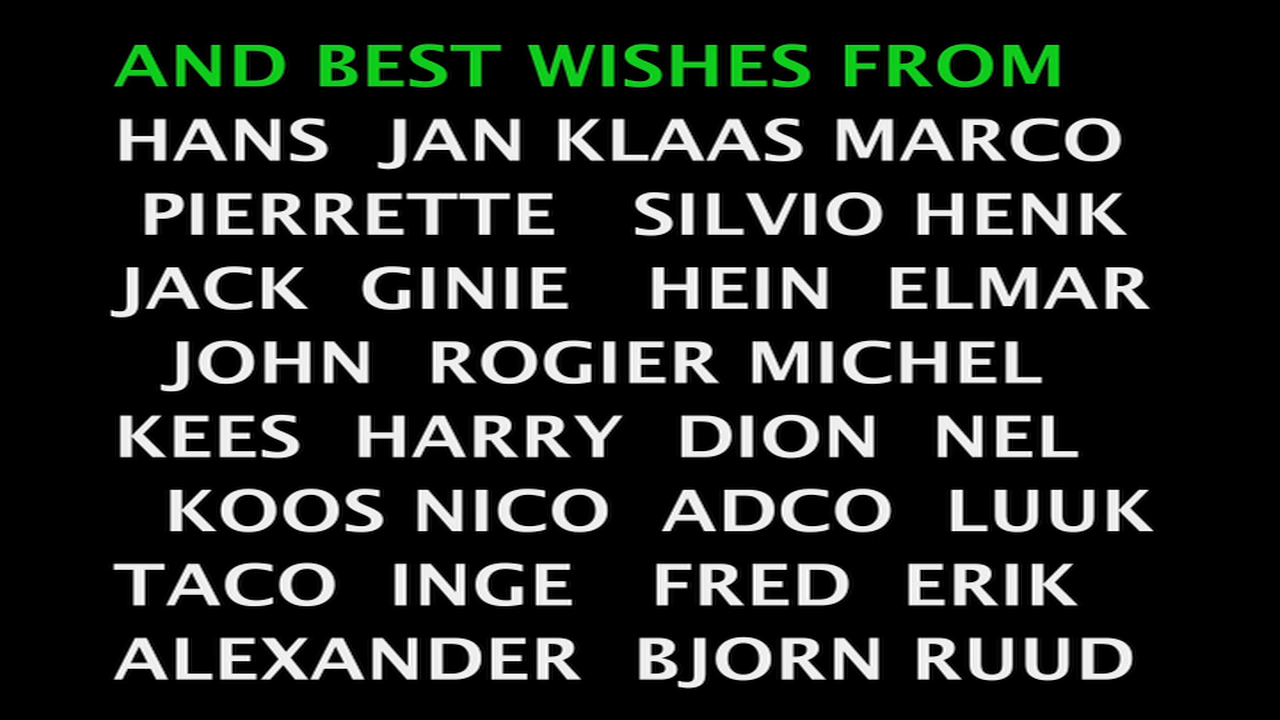 AND BEST WISHES FROM
HANS JAN KLAAS MARCO
PIERRETTE SILVIO HENK
JACK GINIE HEIN ELMAR
JOHN ROGIER MICHEL
KEES HARRY DION NEL
KOOS NICO ADCO LUUK
TACO INGE FRED ERIK
ALEXANDER BJORN RUUD